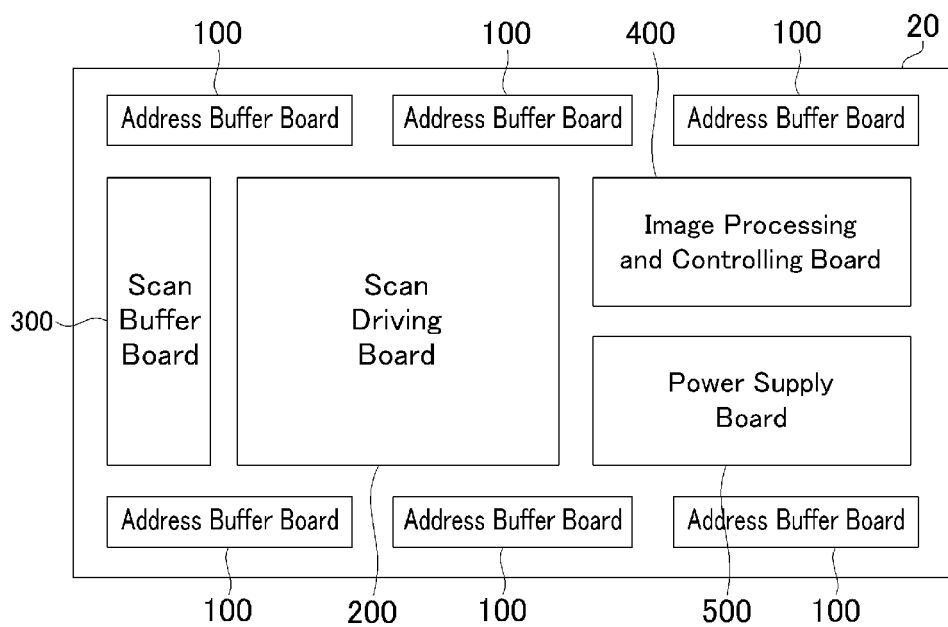 100 100 400 100 20
Address Buffer Board Address Buffer Board Address Buffer Board
Image Processing
and Controlling Board
Scan
Buffer
Board
Scan
Driving
Board
300
Power Supply
Board
Address Buffer Board Address Buffer Board Address Buffer Board
100 200 100 500 100